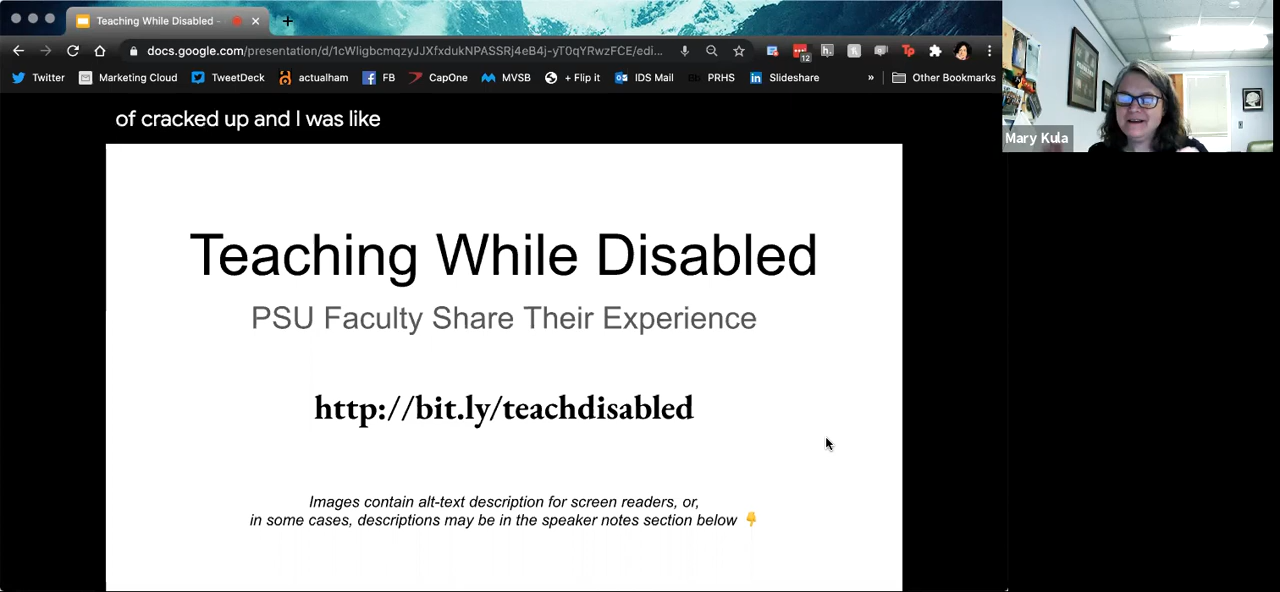 Teaching While Disabled -
docs.google.com/presentation/d/1cWligbcmqzyJJXfxdukNPASSRj4eB4j-yT0qYRwzFCE/edi...
12
Twitter Marketing Cloud TweetDeck actualham FB CapOne MVSB + Flip it IDS Mail PRHS Slideshare » Other Bookmarks
Mary Kula
of cracked up and I was like
Teaching While Disabled
PSU Faculty Share Their Experience
http://bit.ly/teachdisabled
Images contain alt-text description for screen readers, or,
in some cases, descriptions may be in the speaker notes section below 👇